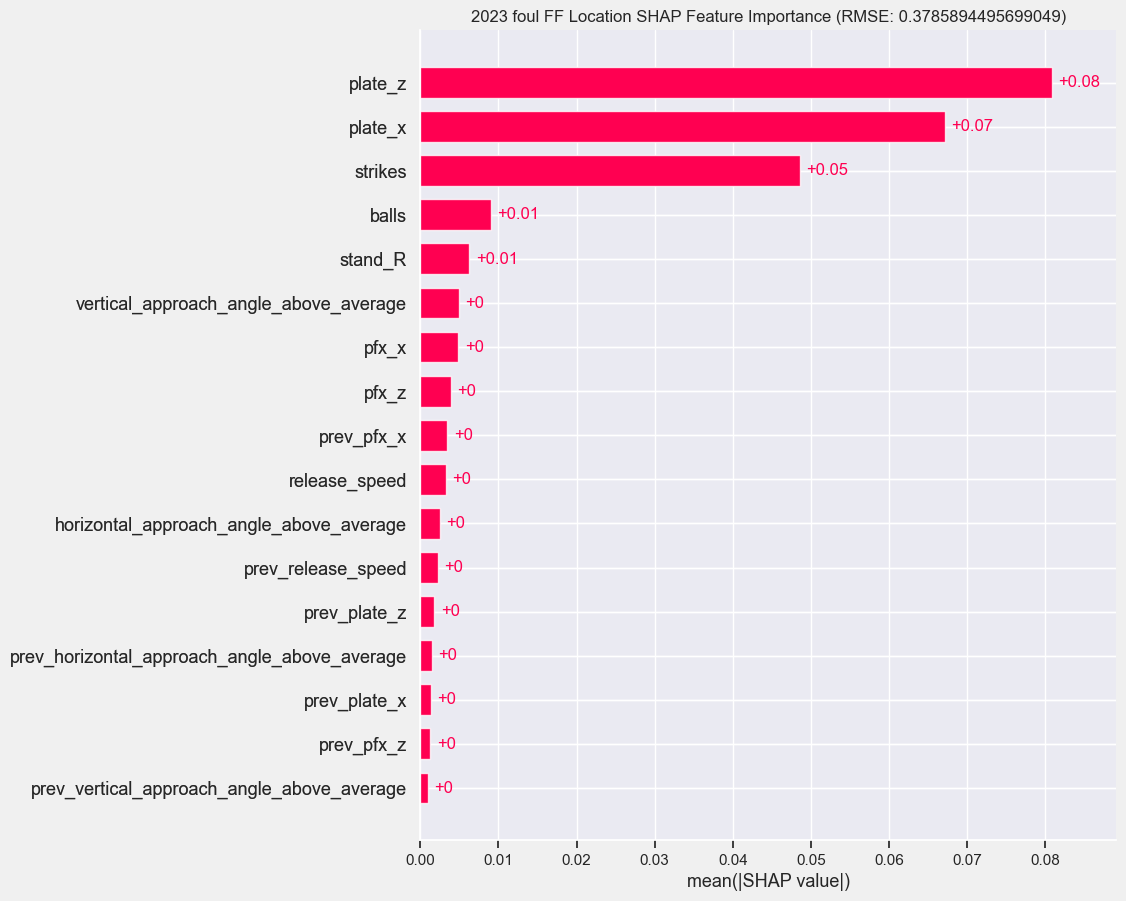 2023 foul FF Location SHAP Feature Importance (RMSE: 0.3785894495699049)
plate_z +0.08
plate_x +0.07
strikes +0.05
balls +0.01
stand_R +0.01
vertical_approach_angle_above_average +0
pfx_x +0
pfx_z +0
prev_pfx_x +0
release_speed +0
horizontal_approach_angle_above_average +0
prev_release_speed +0
prev_plate_z +0
prev_horizontal_approach_angle_above_average +0
prev_plate_x +0
prev_pfx_z +0
prev_vertical_approach_angle_above_average +0
0.00 0.01 0.02 0.03 0.04 0.05 0.06 0.07 0.08
mean(|SHAP value|)